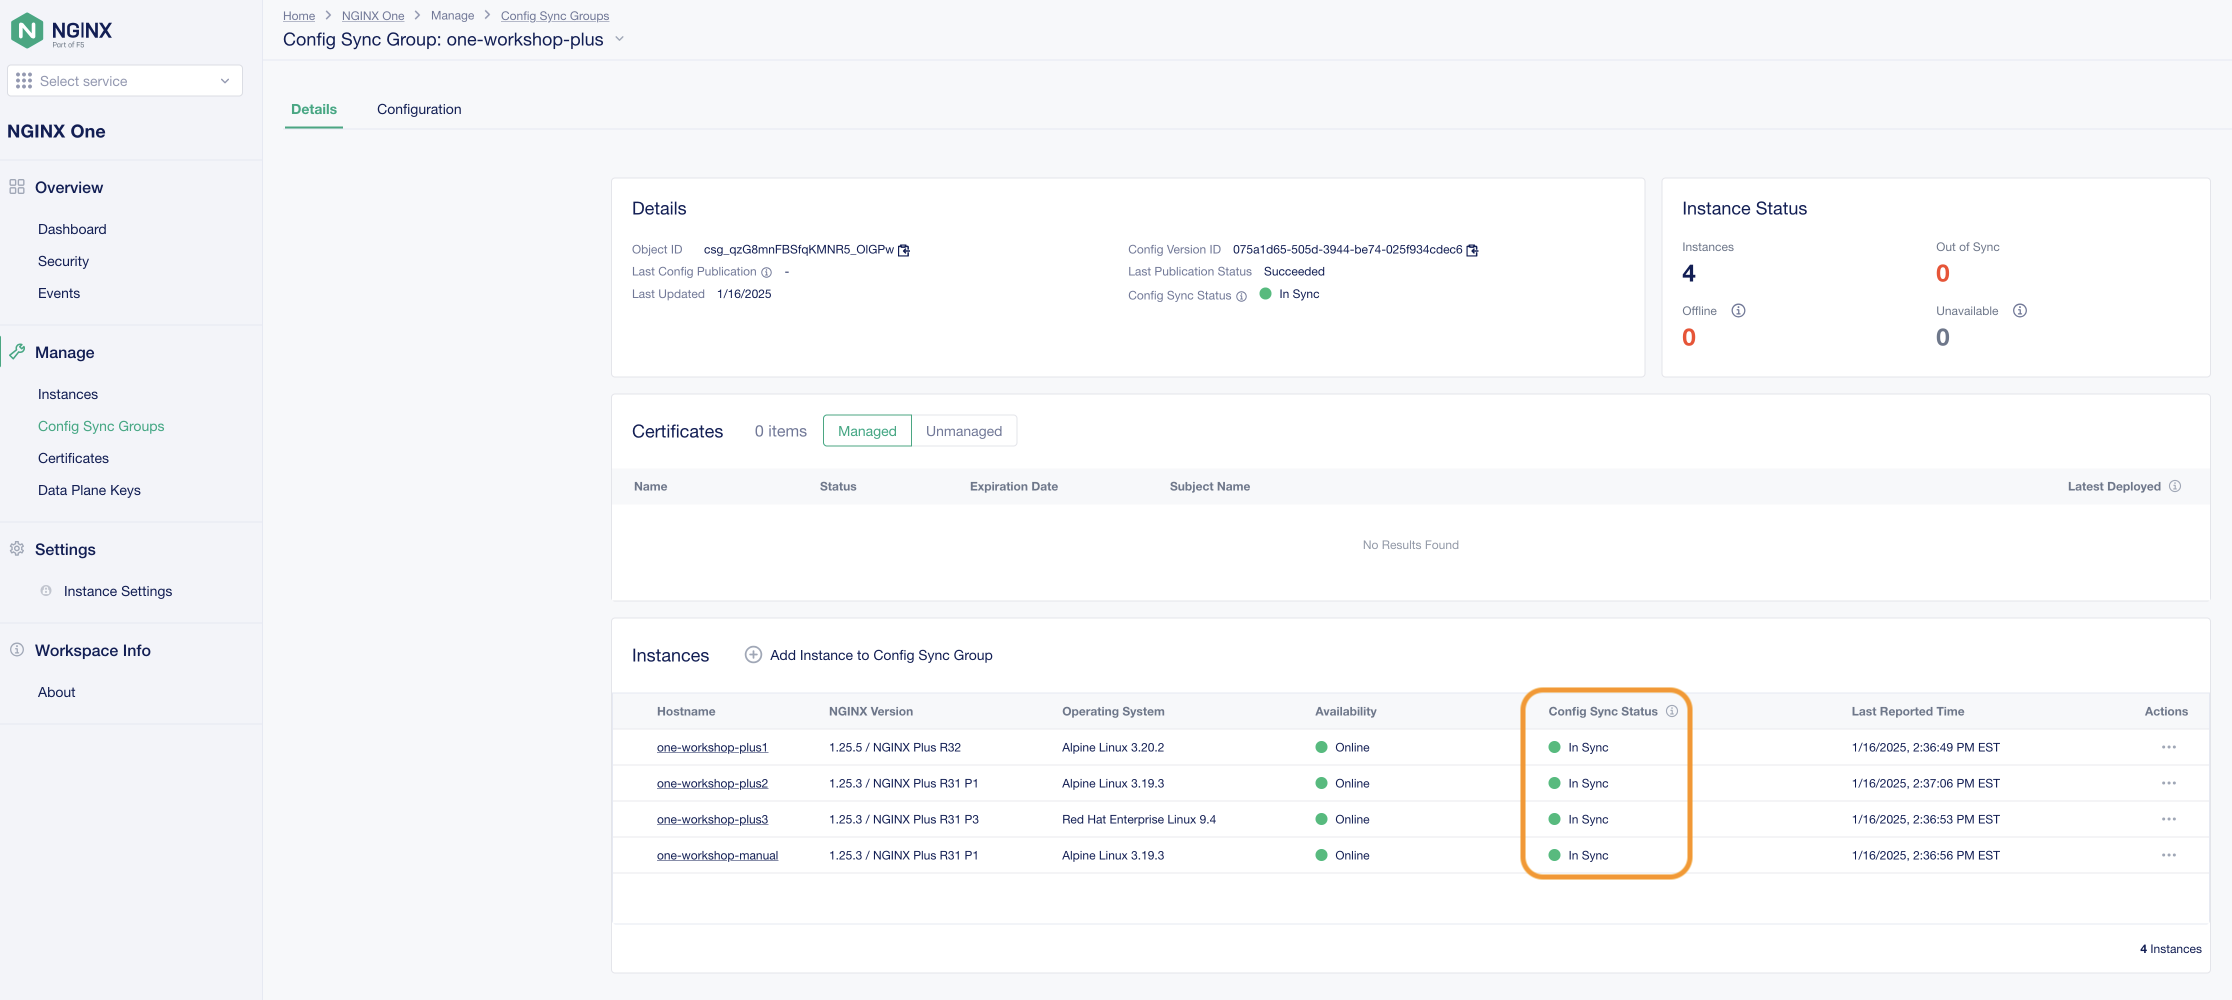 NGINX
Part of F5
Select service
NGINX One
Overview
Dashboard
Security
Events
Manage
Instances
Config Sync Groups
Certificates
Data Plane Keys
Settings
Instance Settings
Workspace Info
About
Home > NGINX One > Manage > Config Sync Groups
Config Sync Group: one-workshop-plus
Details Configuration
Details
Object ID csg_qzG8mnFBSfqKMNR5_OlGPw
Last Config Publication -
Last Updated 1/16/2025
Config Version ID 075a1d65-505d-3944-be74-025f934cdec6
Last Publication Status Succeeded
Config Sync Status In Sync
Instance Status
Instances Out of Sync
4 0
Offline Unavailable
0 0
Certificates 0 items Managed Unmanaged
Name Status Expiration Date Subject Name Latest Deployed
No Results Found
Instances Add Instance to Config Sync Group
Hostname NGINX Version Operating System Availability Config Sync Status Last Reported Time Actions
one-workshop-plus1 1.25.5 / NGINX Plus R32 Alpine Linux 3.20.2 Online In Sync 1/16/2025, 2:36:49 PM EST ...
one-workshop-plus2 1.25.3 / NGINX Plus R31 P1 Alpine Linux 3.19.3 Online In Sync 1/16/2025, 2:37:06 PM EST ...
one-workshop-plus3 1.25.3 / NGINX Plus R31 P3 Red Hat Enterprise Linux 9.4 Online In Sync 1/16/2025, 2:36:53 PM EST ...
one-workshop-manual 1.25.3 / NGINX Plus R31 P1 Alpine Linux 3.19.3 Online In Sync 1/16/2025, 2:36:56 PM EST ...
4 Instances